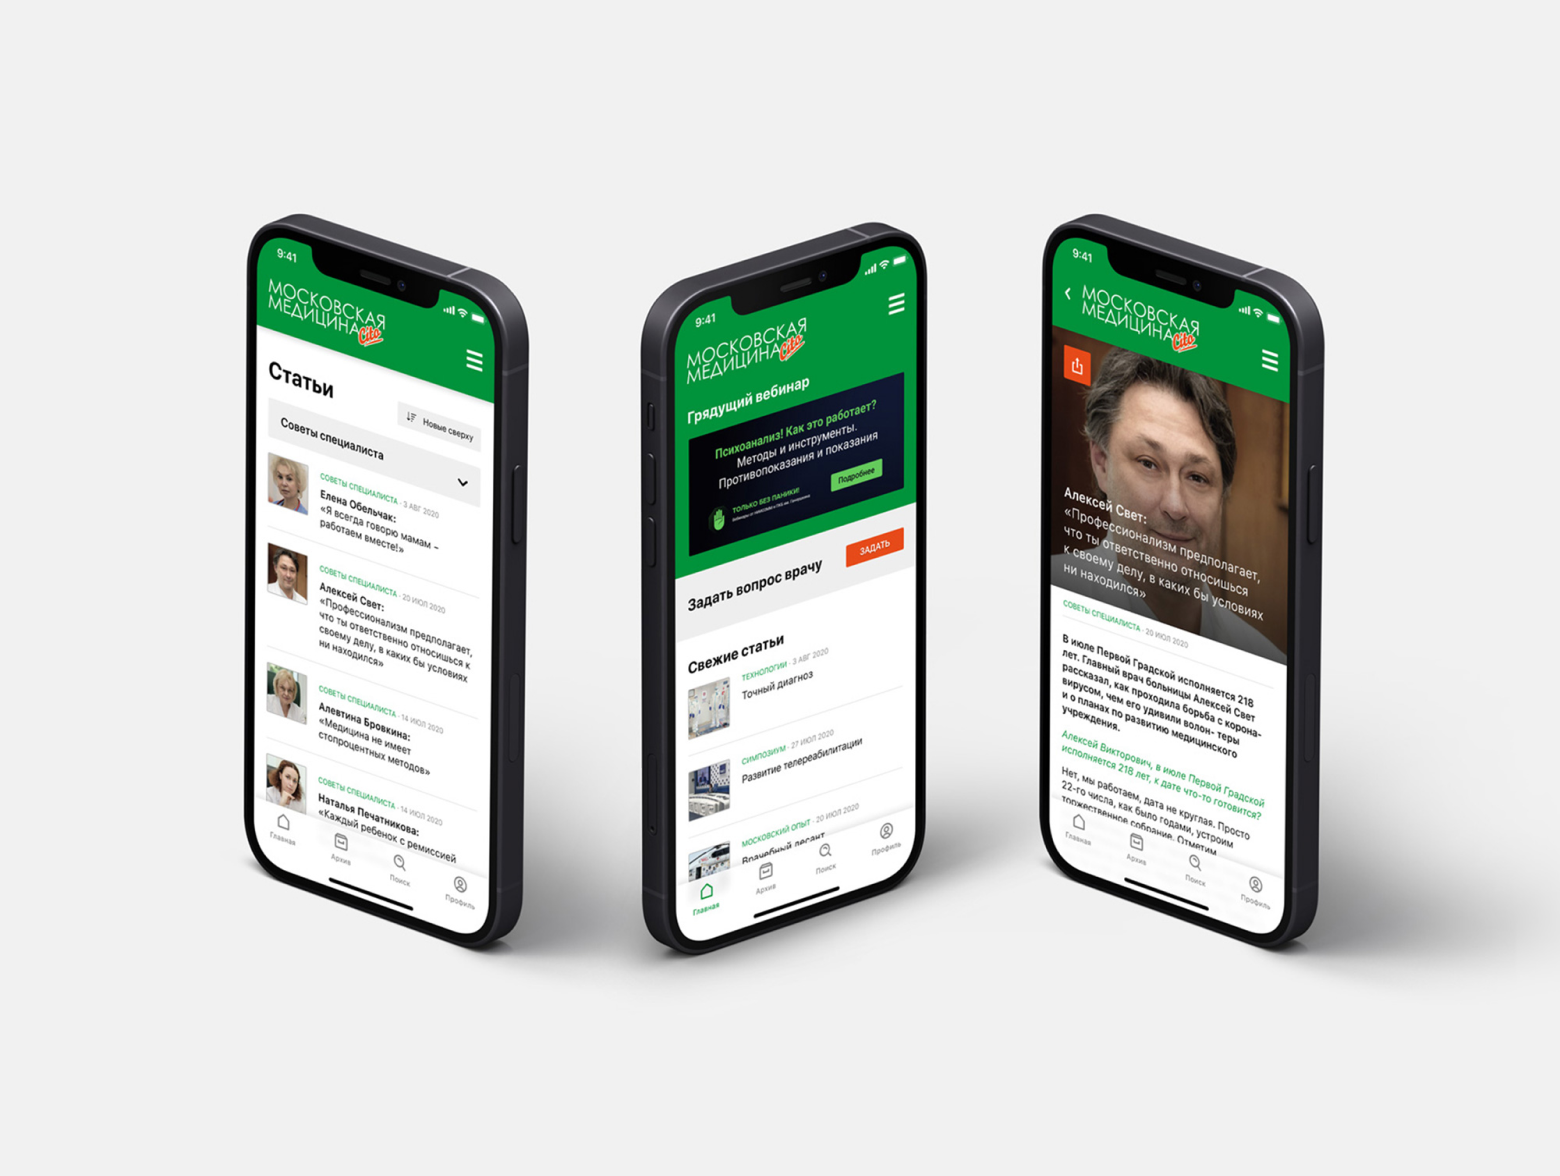 9:41
МОСКОВСКАЯ
МЕДИЦИНА
Cito
Статьи
Новые сверху
Советы специалиста
СОВЕТЫ СПЕЦИАЛИСТА · 3 АВГ 2020
Елена Обельчак:
«Я всегда говорю мамам –
работаем вместе!»
СОВЕТЫ СПЕЦИАЛИСТА · 20 ИЮЛ 2020
Алексей Свет:
«Профессионализм предполагает,
что ты ответственно относишься к
своему делу, в каких бы условиях
ни находился»
СОВЕТЫ СПЕЦИАЛИСТА · 14 ИЮЛ 2020
Алевтина Бровкина:
«Медицина не имеет
стопроцентных методов»
СОВЕТЫ СПЕЦИАЛИСТА · 14 ИЮЛ 2020
Наталья Печатникова:
«Каждый ребенок с ремиссией
Главная
Архив
Поиск
Профиль
9:41
МОСКОВСКАЯ
МЕДИЦИНА
Cito
Грядущий вебинар
Психоанализ! Как это работает?
Методы и инструменты.
Противопоказания и показания
Подробнее
ТОЛЬКО БЕЗ ПАНИКИ!
Задать вопрос врачу
ЗАДАТЬ
Свежие статьи
ТЕХНОЛОГИИ · 3 АВГ 2020
Точный диагноз
СИМПОЗИУМ · 27 ИЮЛ 2020
Развитие телереабилитации
МОСКОВСКИЙ ОПЫТ · 20 ИЮЛ 2020
Врачебный десант
Главная
Архив
Поиск
Профиль
9:41
МОСКОВСКАЯ
МЕДИЦИНА
Cito
Алексей Свет:
«Профессионализм предполагает,
что ты ответственно относишься
к своему делу, в каких бы условиях
ни находился»
СОВЕТЫ СПЕЦИАЛИСТА · 20 ИЮЛ 2020
В июле Первой Градской исполняется 218
лет. Главный врач больницы Алексей Свет
рассказал, как проходила борьба с корона-
вирусом, чем его удивили волон- теры
и о планах по развитию медицинского
учреждения.
Алексей Викторович, в июле Первой Градской
исполняется 218 лет, к дате что-то готовится?
Нет, мы работаем, дата не круглая. Просто
22-го числа, как было годами, устроим
торжественное собрание. Отметим
Главная
Архив
Поиск
Профиль